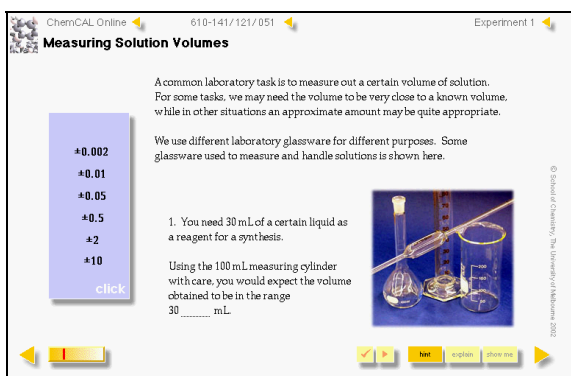 ChemCAL Online 610-141/121/051 Experiment 1
Measuring Solution Volumes
A common laboratory task is to measure out a certain volume of solution.
For some tasks, we may need the volume to be very close to a known volume,
while in other situations an approximate amount may be quite appropriate.
We use different laboratory glassware for different purposes. Some
glassware used to measure and handle solutions is shown here.
±0.002
±0.01
±0.05
±0.5
±2
±10
click
1. You need 30 mL of a certain liquid as
a reagent for a synthesis.
Using the 100 mL measuring cylinder
with care, you would expect the volume
obtained to be in the range
30 ______ mL.
© School of Chemistry, The University of Melbourne 2002
hint explain show me